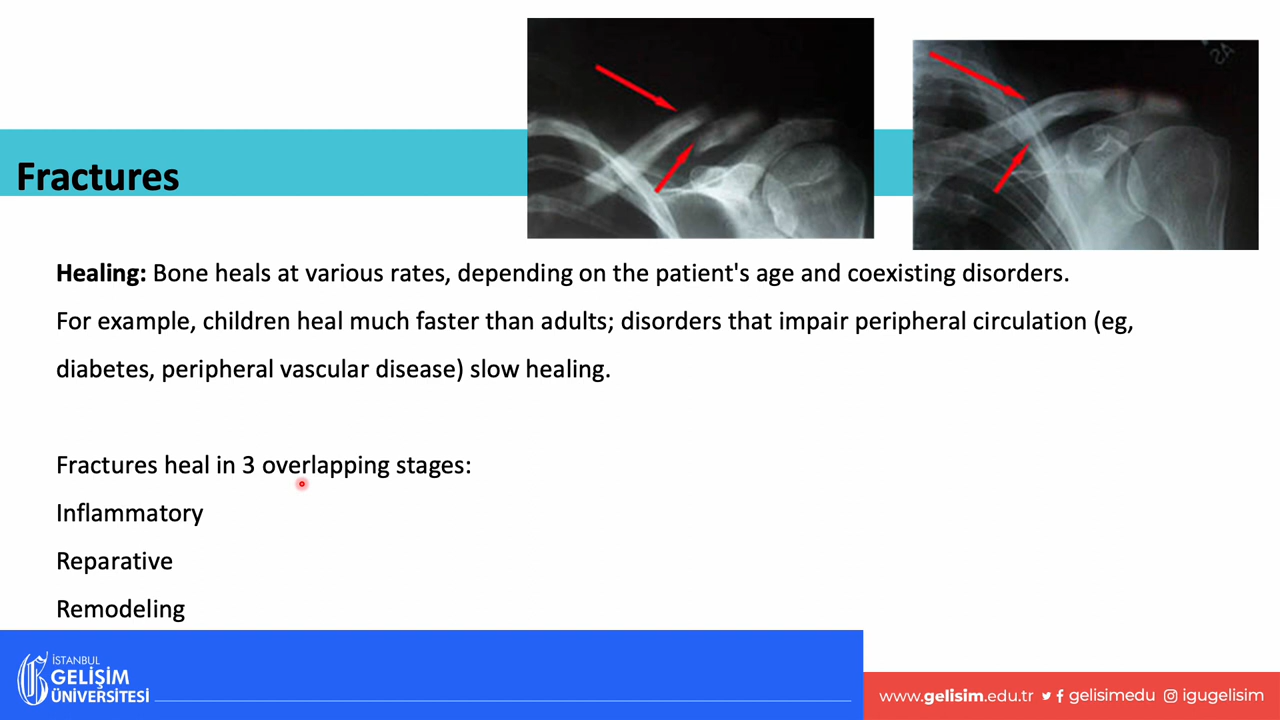 Fractures
Healing: Bone heals at various rates, depending on the patient's age and coexisting disorders.
For example, children heal much faster than adults; disorders that impair peripheral circulation (eg,
diabetes, peripheral vascular disease) slow healing.
Fractures heal in 3 overlapping stages:
Inflammatory
Reparative
Remodeling
İSTANBUL
GELİŞİM
ÜNİVERSİTESİ
www.gelisim.edu.tr gelisimedu igugelisim